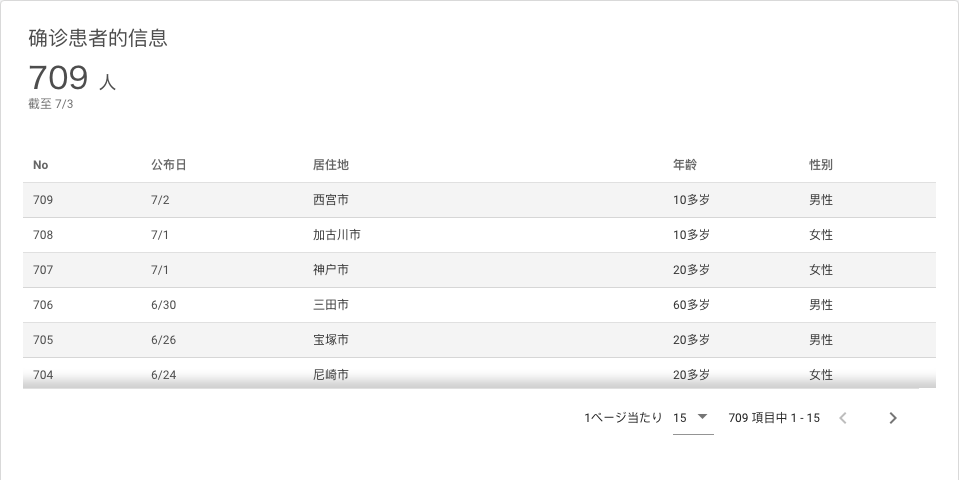 确诊患者的信息
709 人
截至 7/3
No 公布日 居住地 年龄 性别
709 7/2 西宫市 10多岁 男性
708 7/1 加古川市 10多岁 女性
707 7/1 神户市 20多岁 女性
706 6/30 三田市 60多岁 男性
705 6/26 宝塚市 20多岁 男性
704 6/24 尼崎市 20多岁 女性
1ページ当たり 15 709 項目中 1 - 15